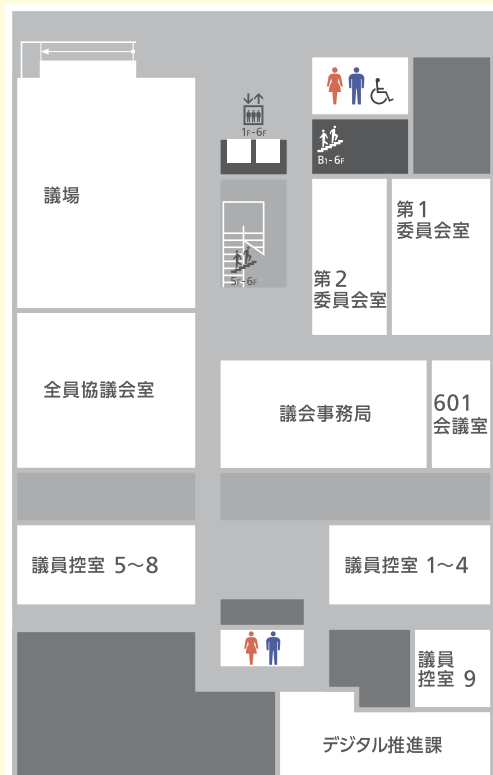 1F-6F
B1-6F
議場
第1
委員会室
第2
委員会室
5F-6F
全員協議会室
議会事務局
601
会議室
議員控室 5〜8
議員控室 1〜4
議員
控室 9
デジタル推進課